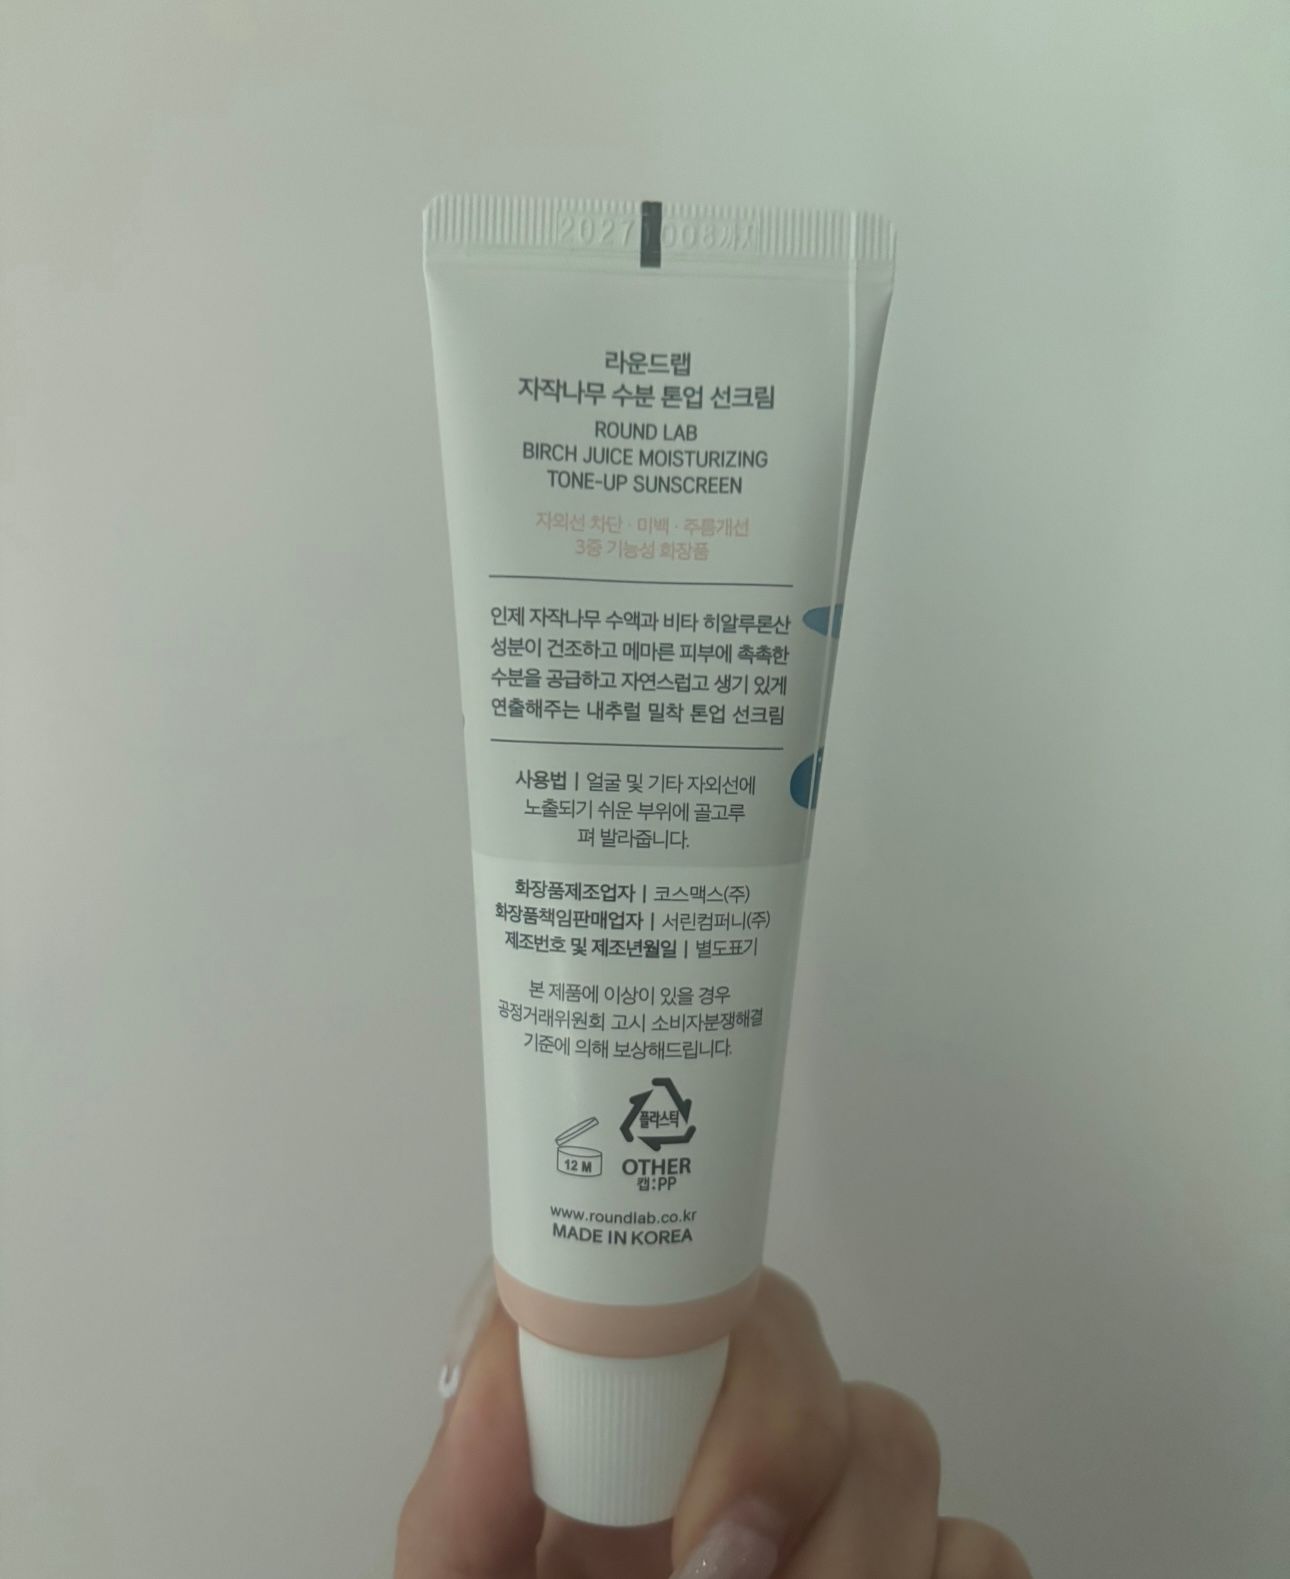 라운드랩
자작나무 수분 톤업 선크림
ROUND LAB
BIRCH JUICE MOISTURIZING
TONE-UP SUNSCREEN
자외선 차단 · 미백 · 주름개선
3중 기능성 화장품
인제 자작나무 수액과 비타 히알루론산
성분이 건조하고 메마른 피부에 촉촉한
수분을 공급하고 자연스럽고 생기 있게
연출해주는 내추럴 밀착 톤업 선크림
사용법 | 얼굴 및 기타 자외선에
노출되기 쉬운 부위에 골고루
펴 발라줍니다.
화장품제조업자 | 코스맥스(주)
화장품책임판매업자 | 서린컴퍼니(주)
제조번호 및 제조년월일 | 별도표기
본 제품에 이상이 있을 경우
공정거래위원회 고시 소비자분쟁해결
기준에 의해 보상해드립니다.
플라스틱
12 M
OTHER
캡:PP
www.roundlab.co.kr
MADE IN KOREA